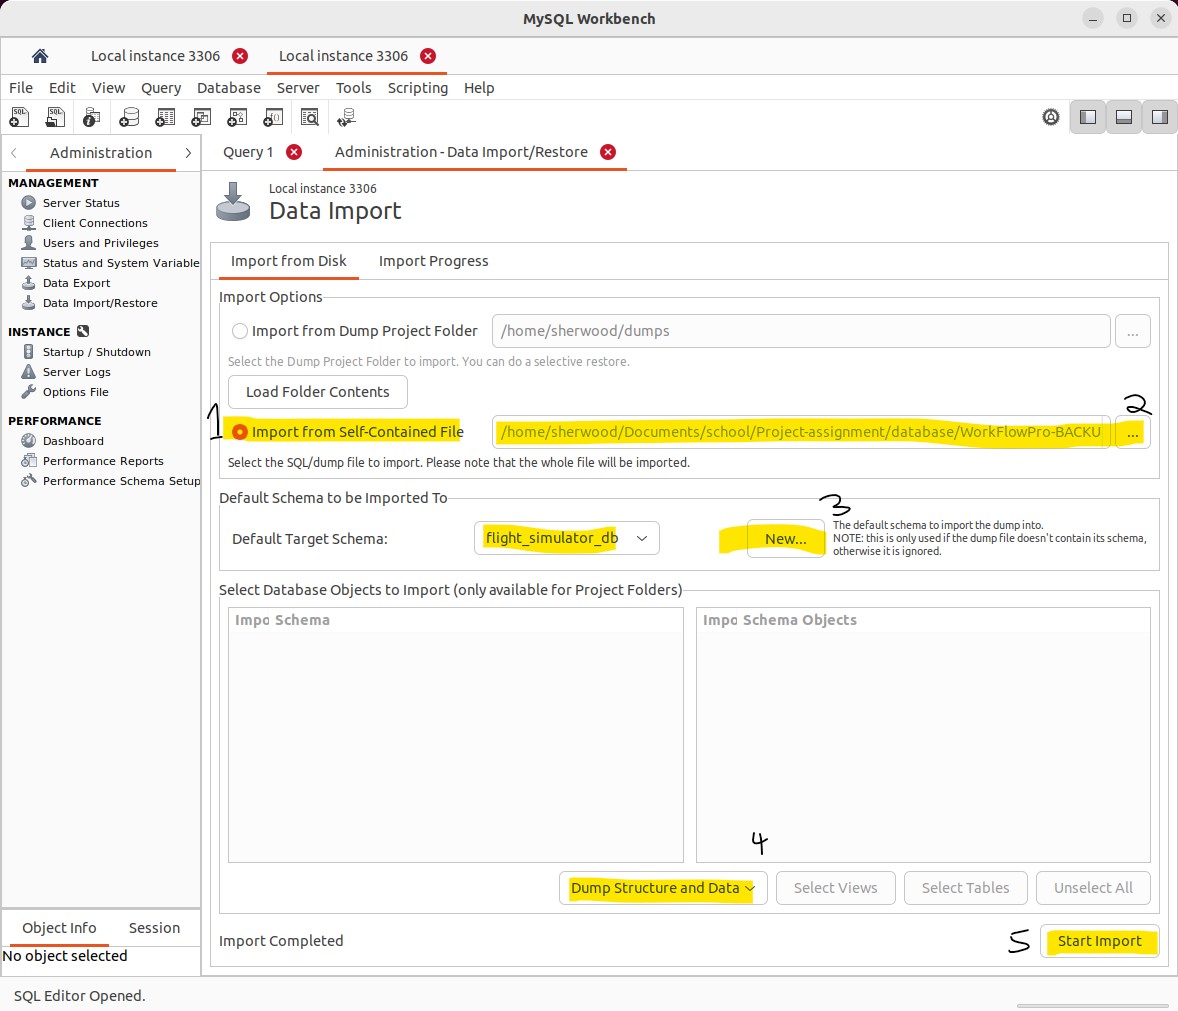 MySQL Workbench
Local instance 3306 Local instance 3306
File Edit View Query Database Server Tools Scripting Help
Administration
MANAGEMENT
Server Status
Client Connections
Users and Privileges
Status and System Variable
Data Export
Data Import/Restore
INSTANCE
Startup / Shutdown
Server Logs
Options File
PERFORMANCE
Dashboard
Performance Reports
Performance Schema Setup
Object Info Session
No object selected
Query 1 Administration - Data Import/Restore
Local instance 3306
Data Import
Import from Disk Import Progress
Import Options
Import from Dump Project Folder /home/sherwood/dumps ...
Select the Dump Project Folder to import. You can do a selective restore.
Load Folder Contents
1 2
Import from Self-Contained File /home/sherwood/Documents/school/Project-assignment/database/WorkFlowPro-BACKU ...
Select the SQL/dump file to import. Please note that the whole file will be imported.
Default Schema to be Imported To
3
Default Target Schema: flight_simulator_db New...
The default schema to import the dump into.
NOTE: this is only used if the dump file doesn't contain its schema,
otherwise it is ignored.
Select Database Objects to Import (only available for Project Folders)
Impo Schema Impo Schema Objects
4
Dump Structure and Data Select Views Select Tables Unselect All
Import Completed 5 Start Import
SQL Editor Opened.